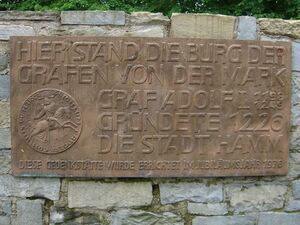 HIER STAND DIE BURG DER
GRAFEN VON DER MARK
GRAF ADOLF I
GRÜNDETE 1226
DIE STADT HAMM
DIESE GEDENKSTÄTTE WURDE ERRICHTET IM JUBILÄUMSJAHR 1976